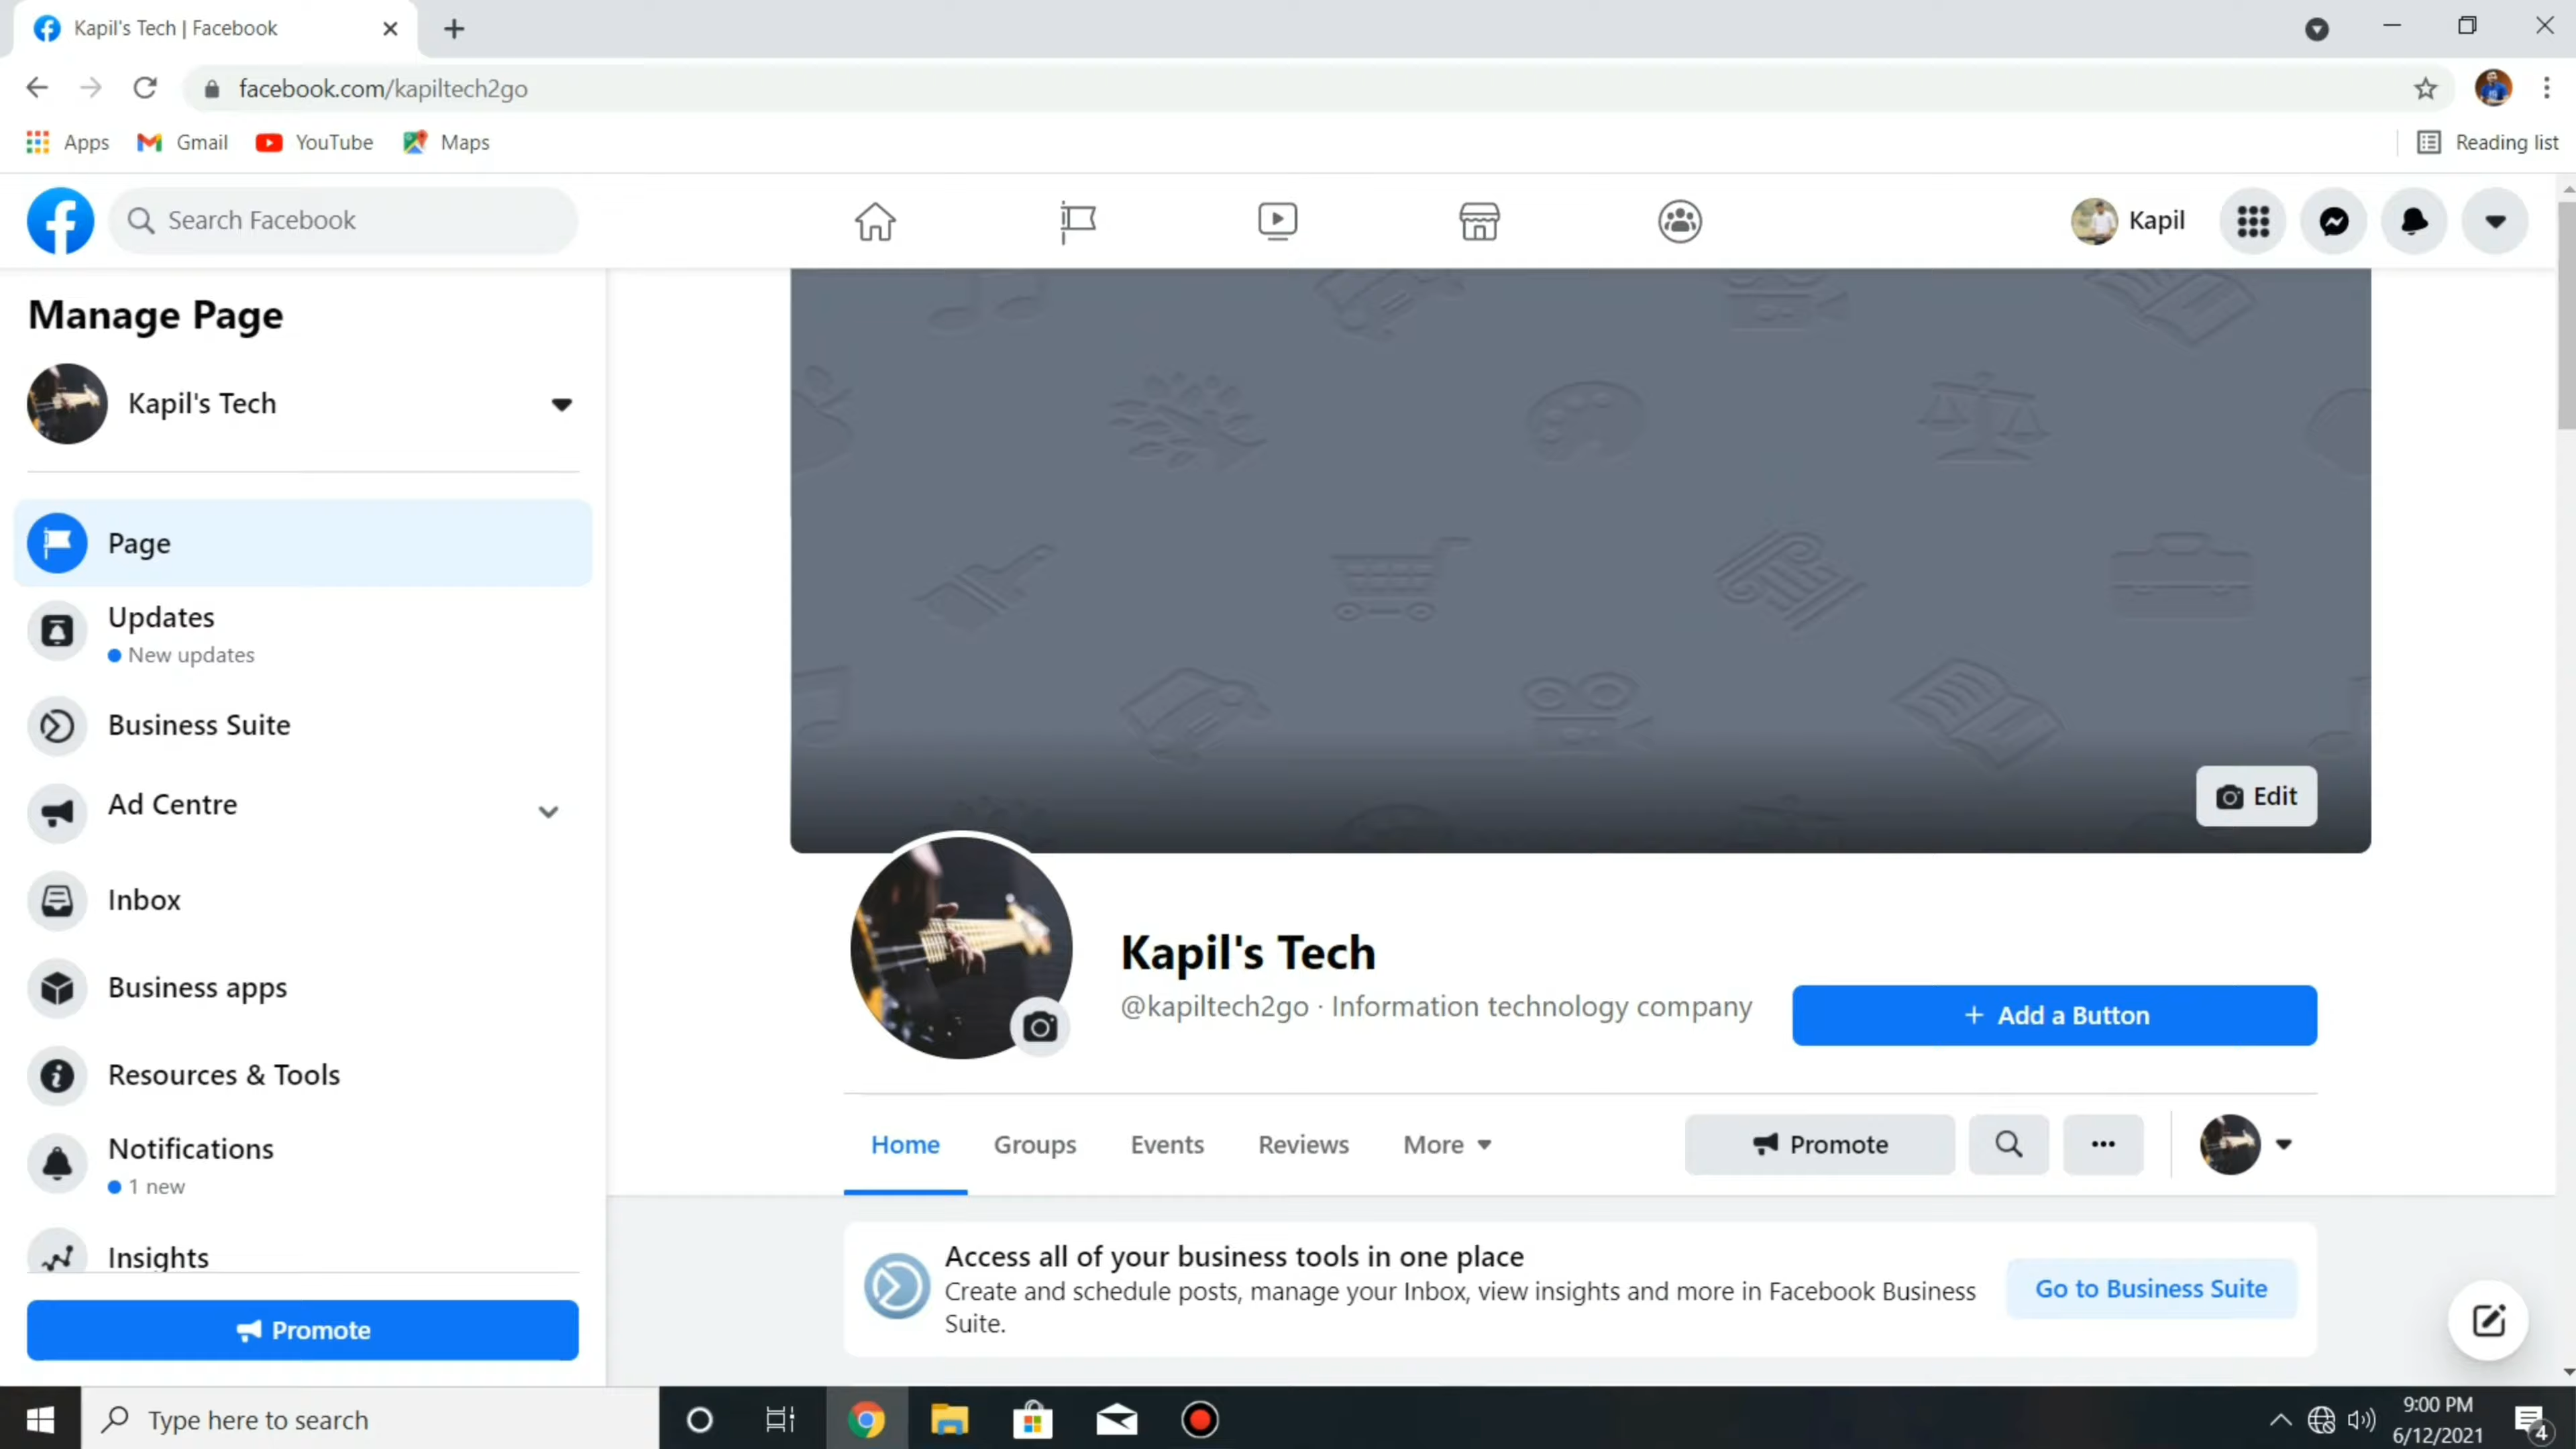 Kapil's Tech | Facebook
facebook.com/kapiltech2go
Apps Gmail YouTube Maps Reading list
Search Facebook
Kapil
Manage Page
Kapil's Tech
Page
Updates
New updates
Business Suite
Ad Centre
Inbox
Business apps
Resources & Tools
Notifications
1 new
Insights
Promote
Edit
Kapil's Tech
@kapiltech2go · Information technology company
+ Add a Button
Home Groups Events Reviews More
Promote
Access all of your business tools in one place
Create and schedule posts, manage your Inbox, view insights and more in Facebook Business
Suite.
Go to Business Suite
Type here to search
9:00 PM
6/12/2021
4